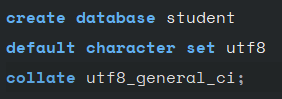 create database student
default character set utf8
collate utf8_general_ci;